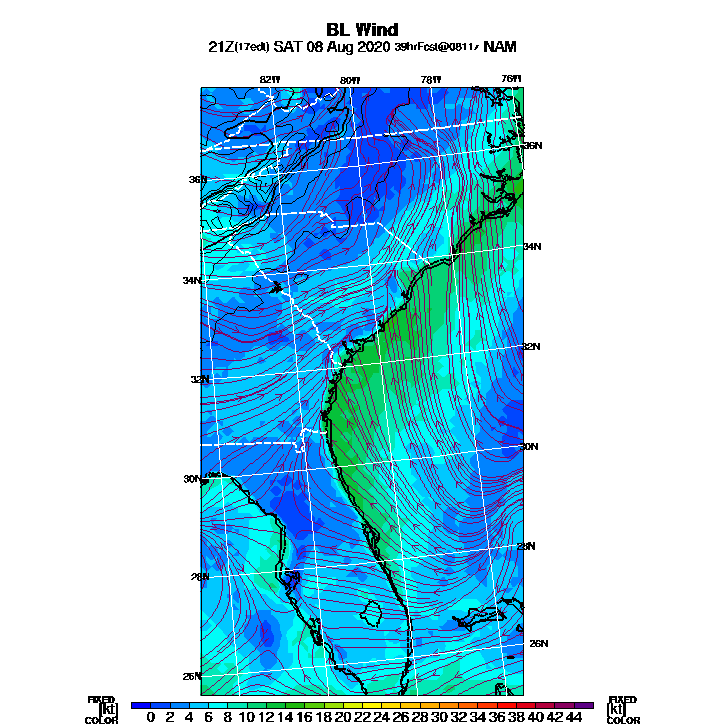 BL Wind
21Z(17edt) SAT 08 Aug 2020 39hrFcst@0811z NAM
82W 80W 78W 76W
36N
36N
34N
34N
32N
32N
30N
30N
28N
28N
26N
26N
FIXED FIXED
[kt] 0 2 4 6 8 10 12 14 16 18 20 22 24 26 28 30 32 34 36 38 40 42 44 [kt]
COLOR COLOR